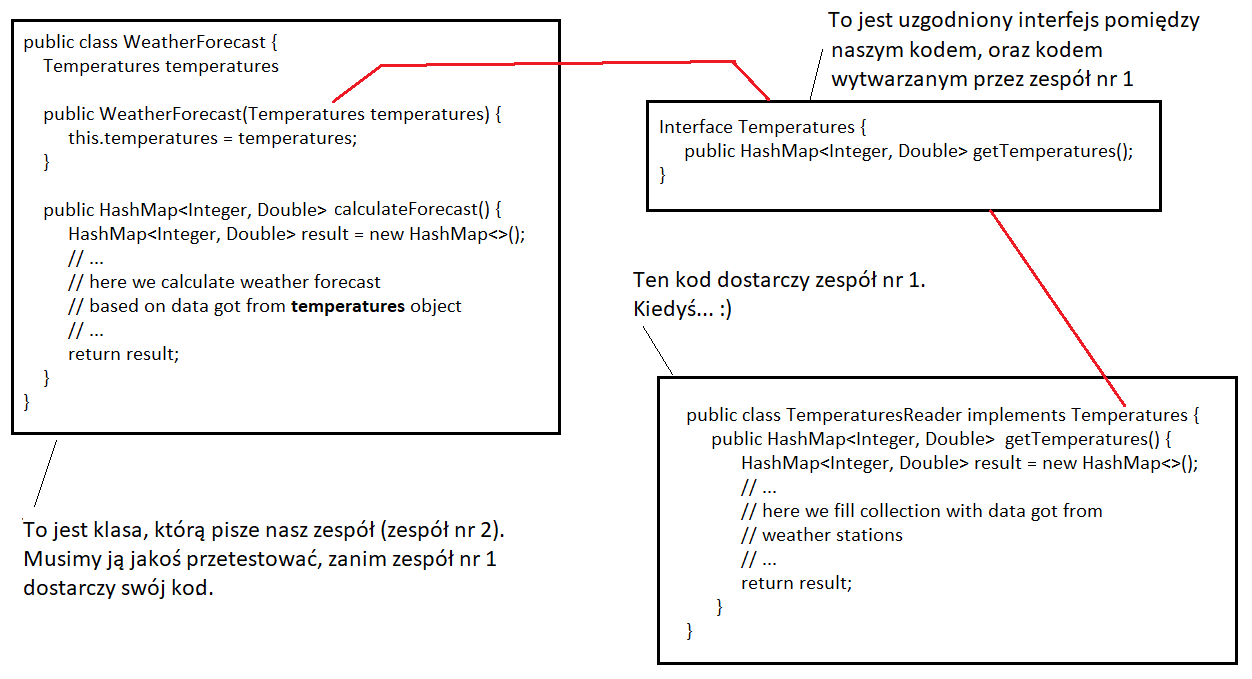 public class WeatherForecast {
Temperatures temperatures
public WeatherForecast(Temperatures temperatures) {
this.temperatures = temperatures;
}
public HashMap<Integer, Double> calculateForecast() {
HashMap<Integer, Double> result = new HashMap<>();
// ...
// here we calculate weather forecast
// based on data got from temperatures object
// ...
return result;
}
}
To jest klasa, którą pisze nasz zespół (zespół nr 2).
Musimy ją jakoś przetestować, zanim zespół nr 1
dostarczy swój kod.
To jest uzgodniony interfejs pomiędzy
naszym kodem, oraz kodem
wytwarzanym przez zespół nr 1
Interface Temperatures {
public HashMap<Integer, Double> getTemperatures();
}
Ten kod dostarczy zespół nr 1.
Kiedyś... :)
public class TemperaturesReader implements Temperatures {
public HashMap<Integer, Double> getTemperatures() {
HashMap<Integer, Double> result = new HashMap<>();
// ...
// here we fill collection with data got from
// weather stations
// ...
return result;
}
}